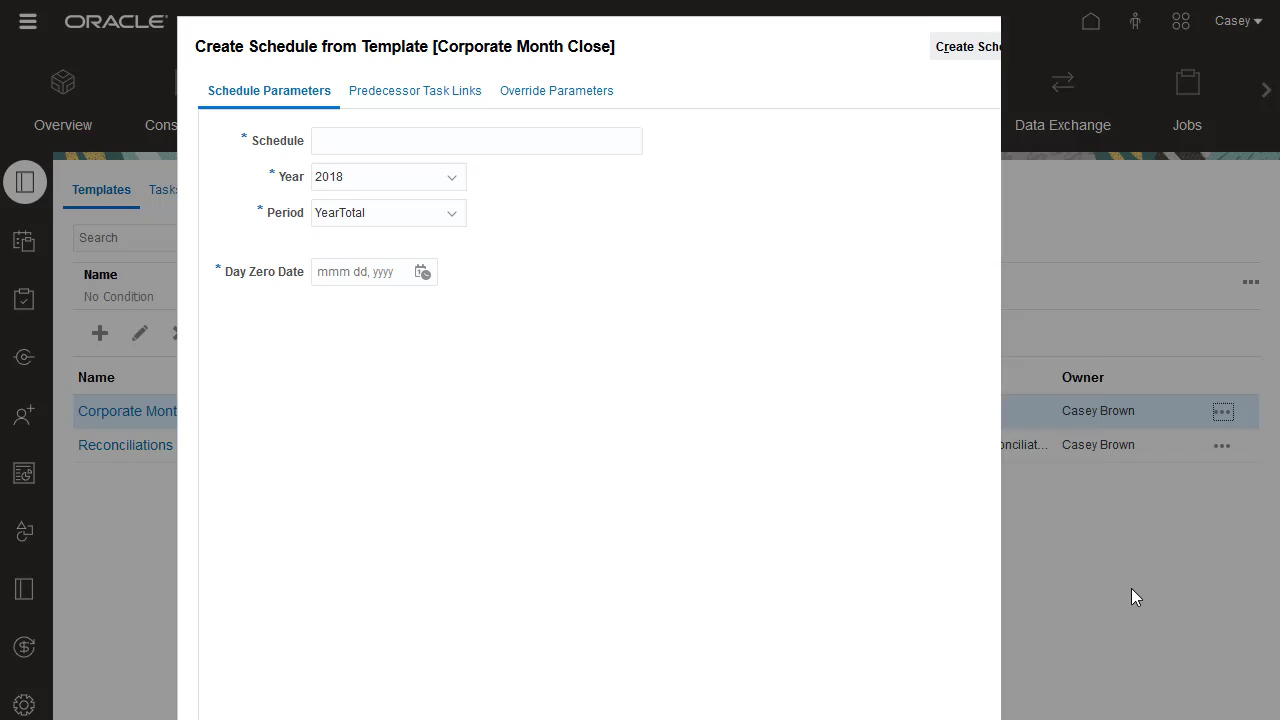 ORACLE
Casey
Create Schedule from Template [Corporate Month Close]
Create Sch
Overview
Cons
Data Exchange
Jobs
Schedule Parameters
Predecessor Task Links
Override Parameters
* Schedule
* Year 2018
* Period YearTotal
* Day Zero Date mmm dd, yyyy
Templates
Task
Search
Name
No Condition
Name
Owner
Corporate Mont
Casey Brown
Reconciliations
onciliat...
Casey Brown